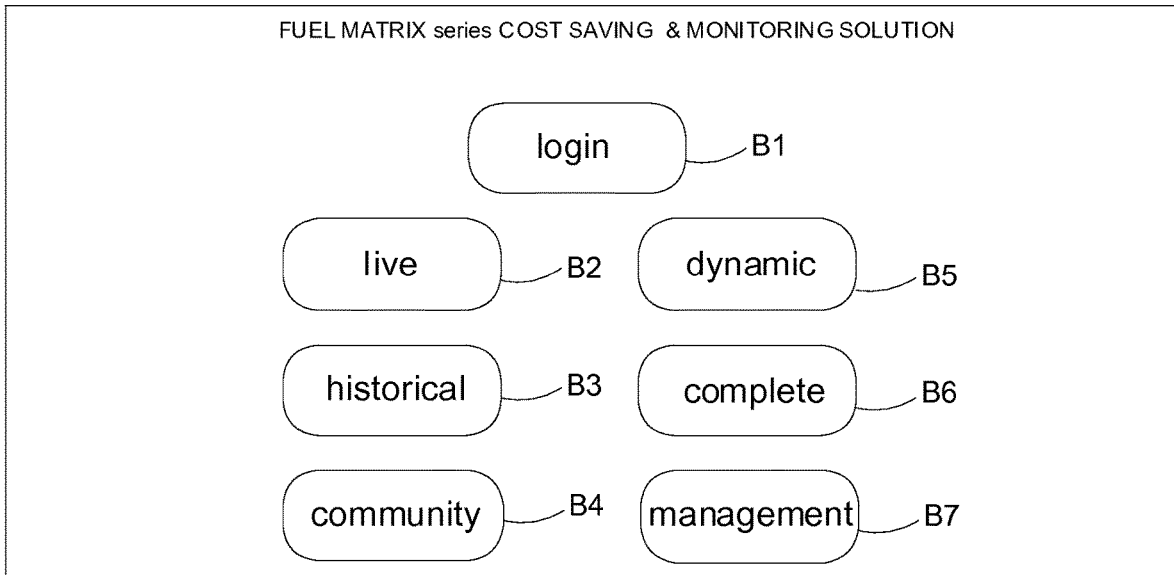 FUEL MATRIX series COST SAVING & MONITORING SOLUTION
login B1
live B2 dynamic B5
historical B3 complete B6
community B4 management B7